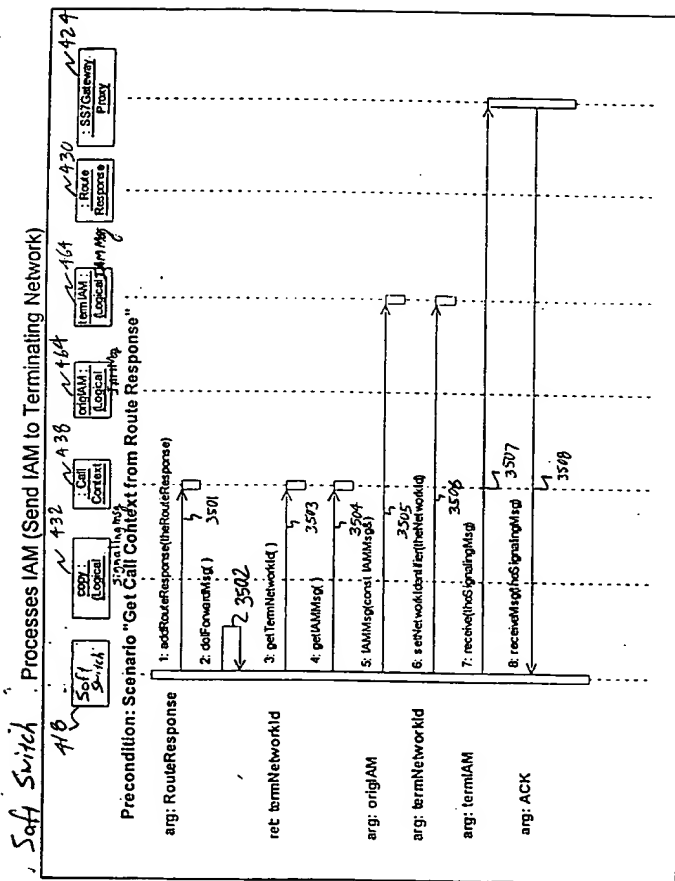 Soft Switch Processes IAM (Send IAM to Terminating Network)
418
Soft
Switch
432
copy :
(Logical
Signaling msg
438
: Call
Context
464
origIAM :
(Logical
IAM Msg
464
termIAM :
(Logical IAM Msg
430
: Route
Response
424
: SS7Gateway
Proxy
Precondition: Scenario "Get Call Context from Route Response"
arg: RouteResponse
1: addRouteResponse(theRouteResponse)
3501
2: doForwardMsg( )
3502
ret: termNetworkId
3: getTermNetworkId( )
3503
4: getIAMMsg( )
3504
arg: origIAM
5: IAMMsg(const IAMMsg&)
3505
arg: termNetworkId
6: setNetworkIdentifier(theNetworkId)
3506
arg: termIAM
7: receive(theSignalingMsg)
3507
arg: ACK
8: receiveMsg(theSignalingMsg)
3508